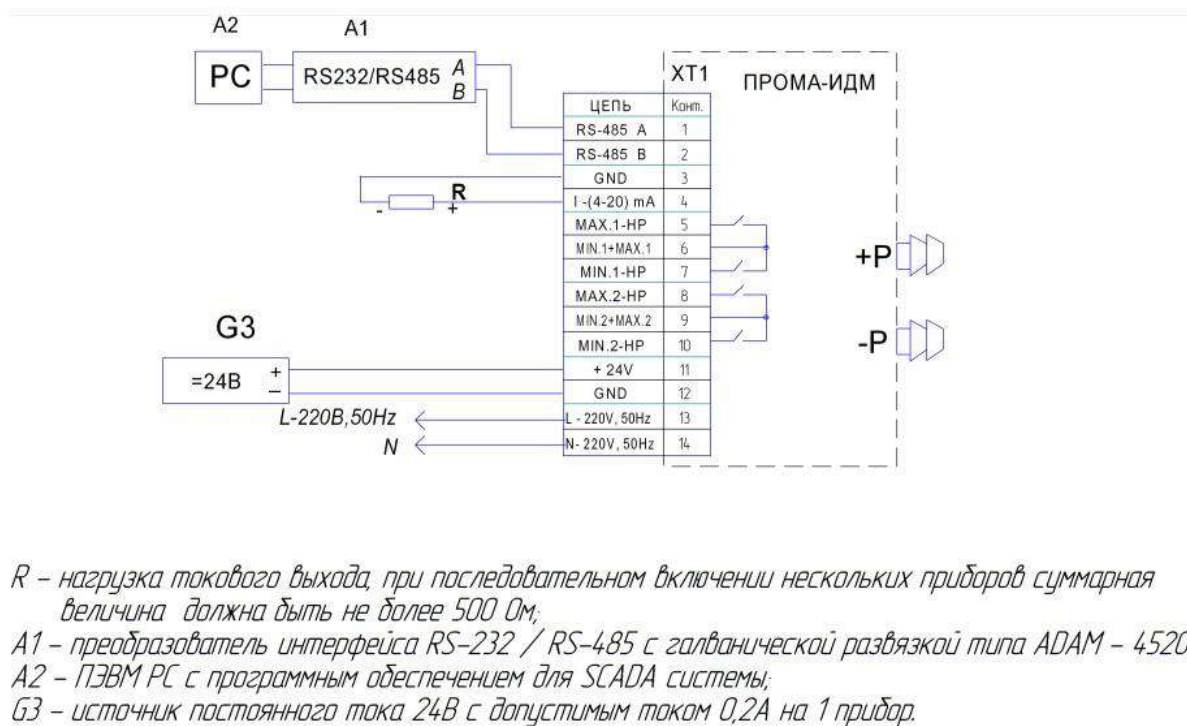 A2
A1
PC
RS232/RS485 A
B
XT1
ПРОМА-ИДМ
ЦЕПЬ Конт.
RS-485 A 1
RS-485 B 2
GND 3
I -(4-20) mA 4
MAX.1-HP 5
MIN.1+MAX.1 6
MIN.1-HP 7
MAX.2-HP 8
MIN.2+MAX.2 9
MIN.2-HP 10
+ 24V 11
GND 12
L - 220V, 50Hz 13
N- 220V, 50Hz 14
R
- +
+P
-P
G3
=24В + –
L-220В,50Hz
N
R – нагрузка токового выхода, при последовательном включении нескольких приборов суммарная
величина должна быть не более 500 Ом;
A1 – преобразователь интерфейса RS-232 / RS-485 с галванической развязкой типа ADAM – 4520
A2 – ПЭВМ PC с программным обеспечением для SCADA системы;
G3 – источник постоянного тока 24В с допустимым током 0,2А на 1 прибор.